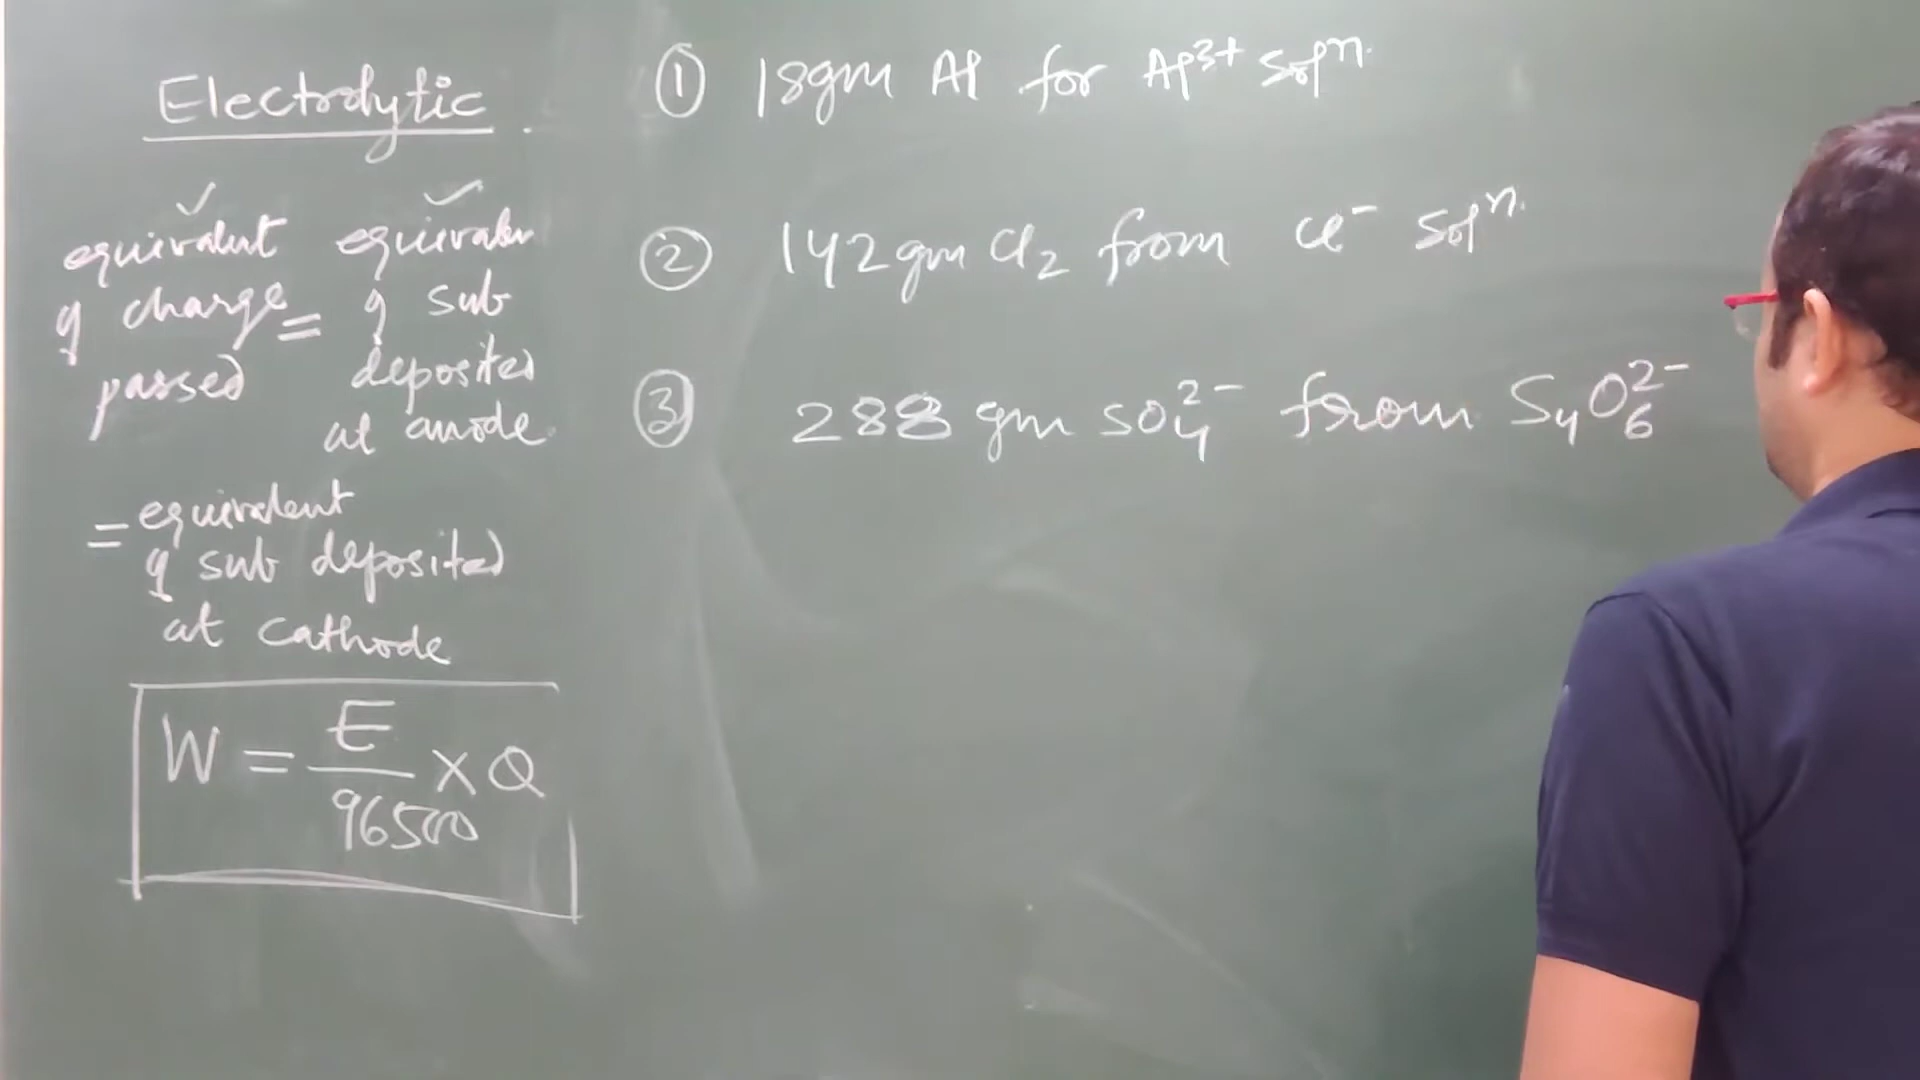 Electrolytic
equivalent equivalen
of charge = of sub
passed deposited
at anode
= equivalent
of sub deposited
at cathode
W = E/96500 × Q
① 18gm Al for Al³⁺ solⁿ.
② 142gm Cl₂ from Cl⁻ solⁿ.
③ 288 gm SO₄²⁻ from S₄O₆²⁻